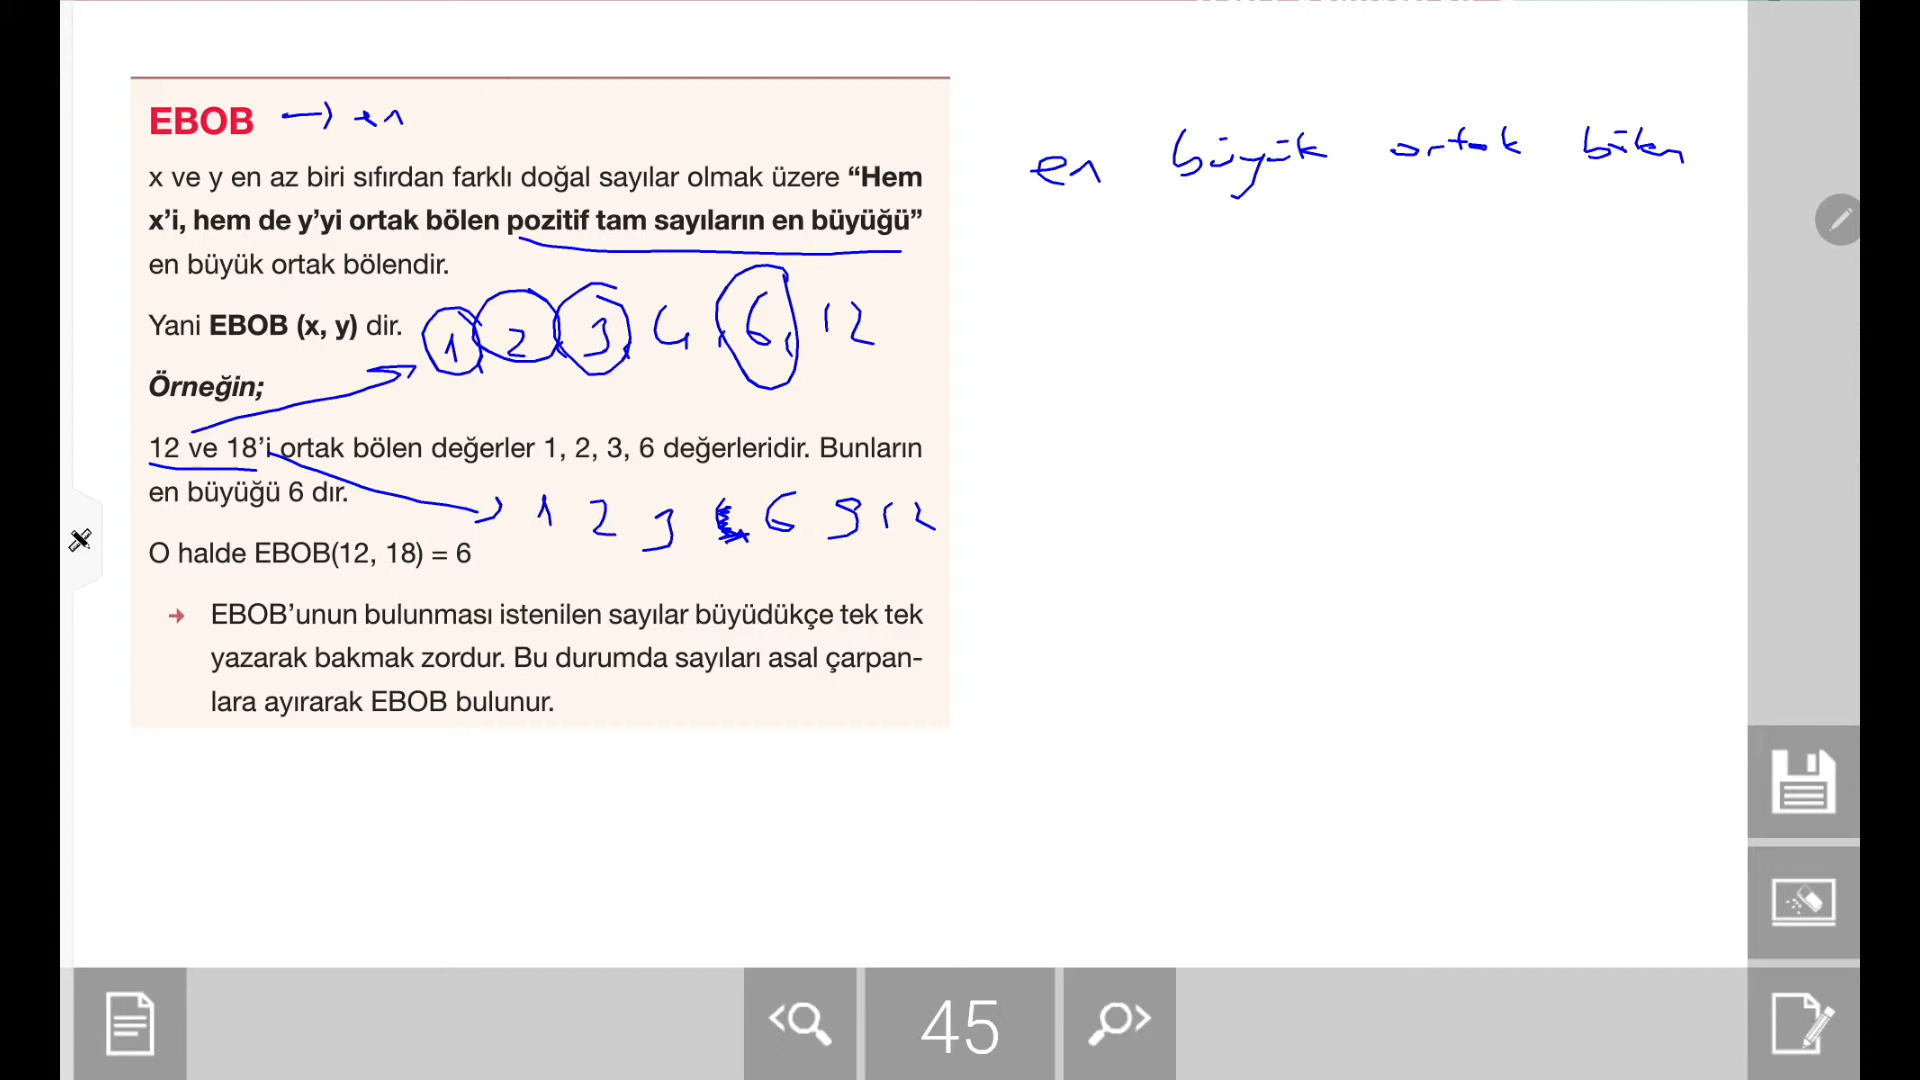 EBOB → en
en büyük ortak bölen
x ve y en az biri sıfırdan farklı doğal sayılar olmak üzere “Hem
x’i, hem de y’yi ortak bölen pozitif tam sayıların en büyüğü”
en büyük ortak bölendir.
Yani EBOB (x, y) dir.
1, 2, 3, 4, 6, 12
Örneğin;
12 ve 18’i ortak bölen değerler 1, 2, 3, 6 değerleridir. Bunların
en büyüğü 6 dır.
1 2 3 6 9 12
O halde EBOB(12, 18) = 6
→ EBOB’unun bulunması istenilen sayılar büyüdükçe tek tek
yazarak bakmak zordur. Bu durumda sayıları asal çarpan-
lara ayırarak EBOB bulunur.
45